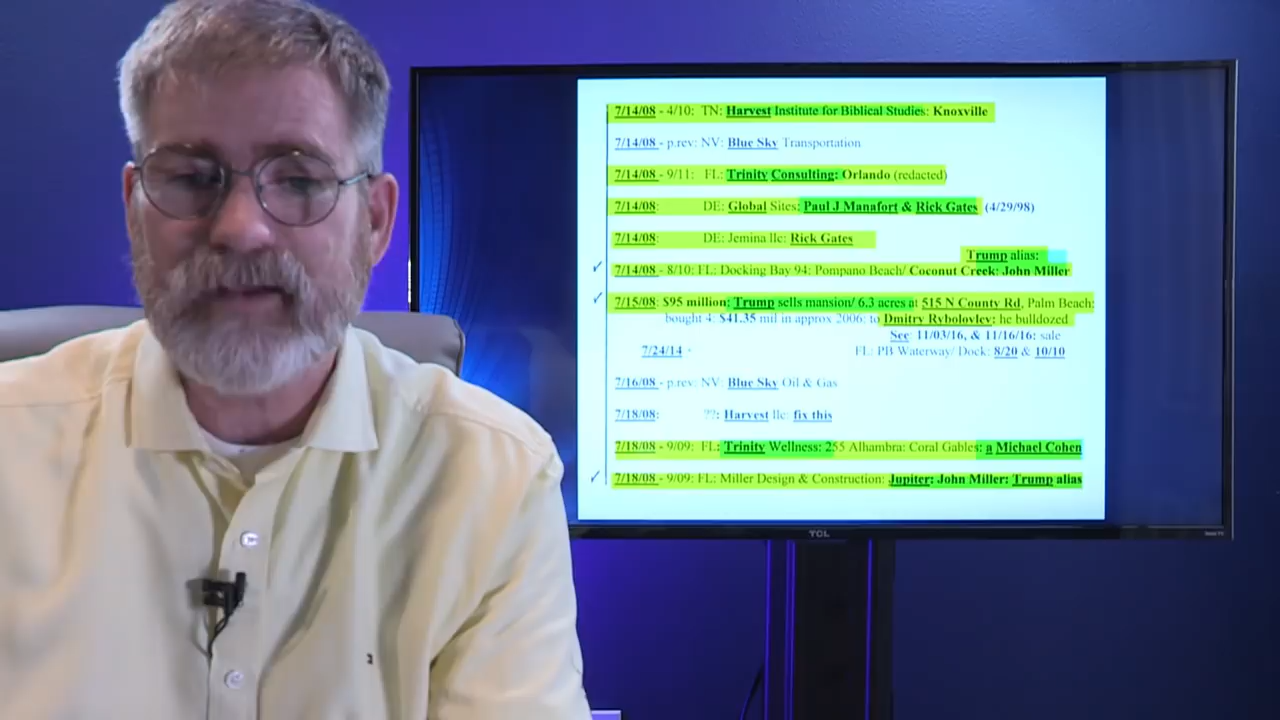 7/14/08 - 4/10: TN: Harvest Institute for Biblical Studies: Knoxville
7/14/08 - p.rev: NV: Blue Sky Transportation
7/14/08 - 9/11: FL: Trinity Consulting: Orlando (redacted)
7/14/08: DE: Global Sites: Paul J Manafort & Rick Gates (4/29/98)
7/14/08: DE: Jemina llc: Rick Gates
Trump alias:
7/14/08 - 8/10: FL: Docking Bay 94: Pompano Beach/ Coconut Creek: John Miller
7/15/08: $95 million: Trump sells mansion/ 6.3 acres at 515 N County Rd, Palm Beach:
bought 4: $41.35 mil in approx 2006: to Dmitry Rybolovlev: he bulldozed
See: 11/03/16, & 11/16/16: sale
7/24/14 - FL: PB Waterway/ Dock: 8/20 & 10/10
7/16/08 - p.rev: NV: Blue Sky Oil & Gas
7/18/08: ??: Harvest llc: fix this
7/18/08 - 9/09: FL: Trinity Wellness: 255 Alhambra: Coral Gables: a Michael Cohen
7/18/08 - 9/09: FL: Miller Design & Construction: Jupiter: John Miller: Trump alias
TCL